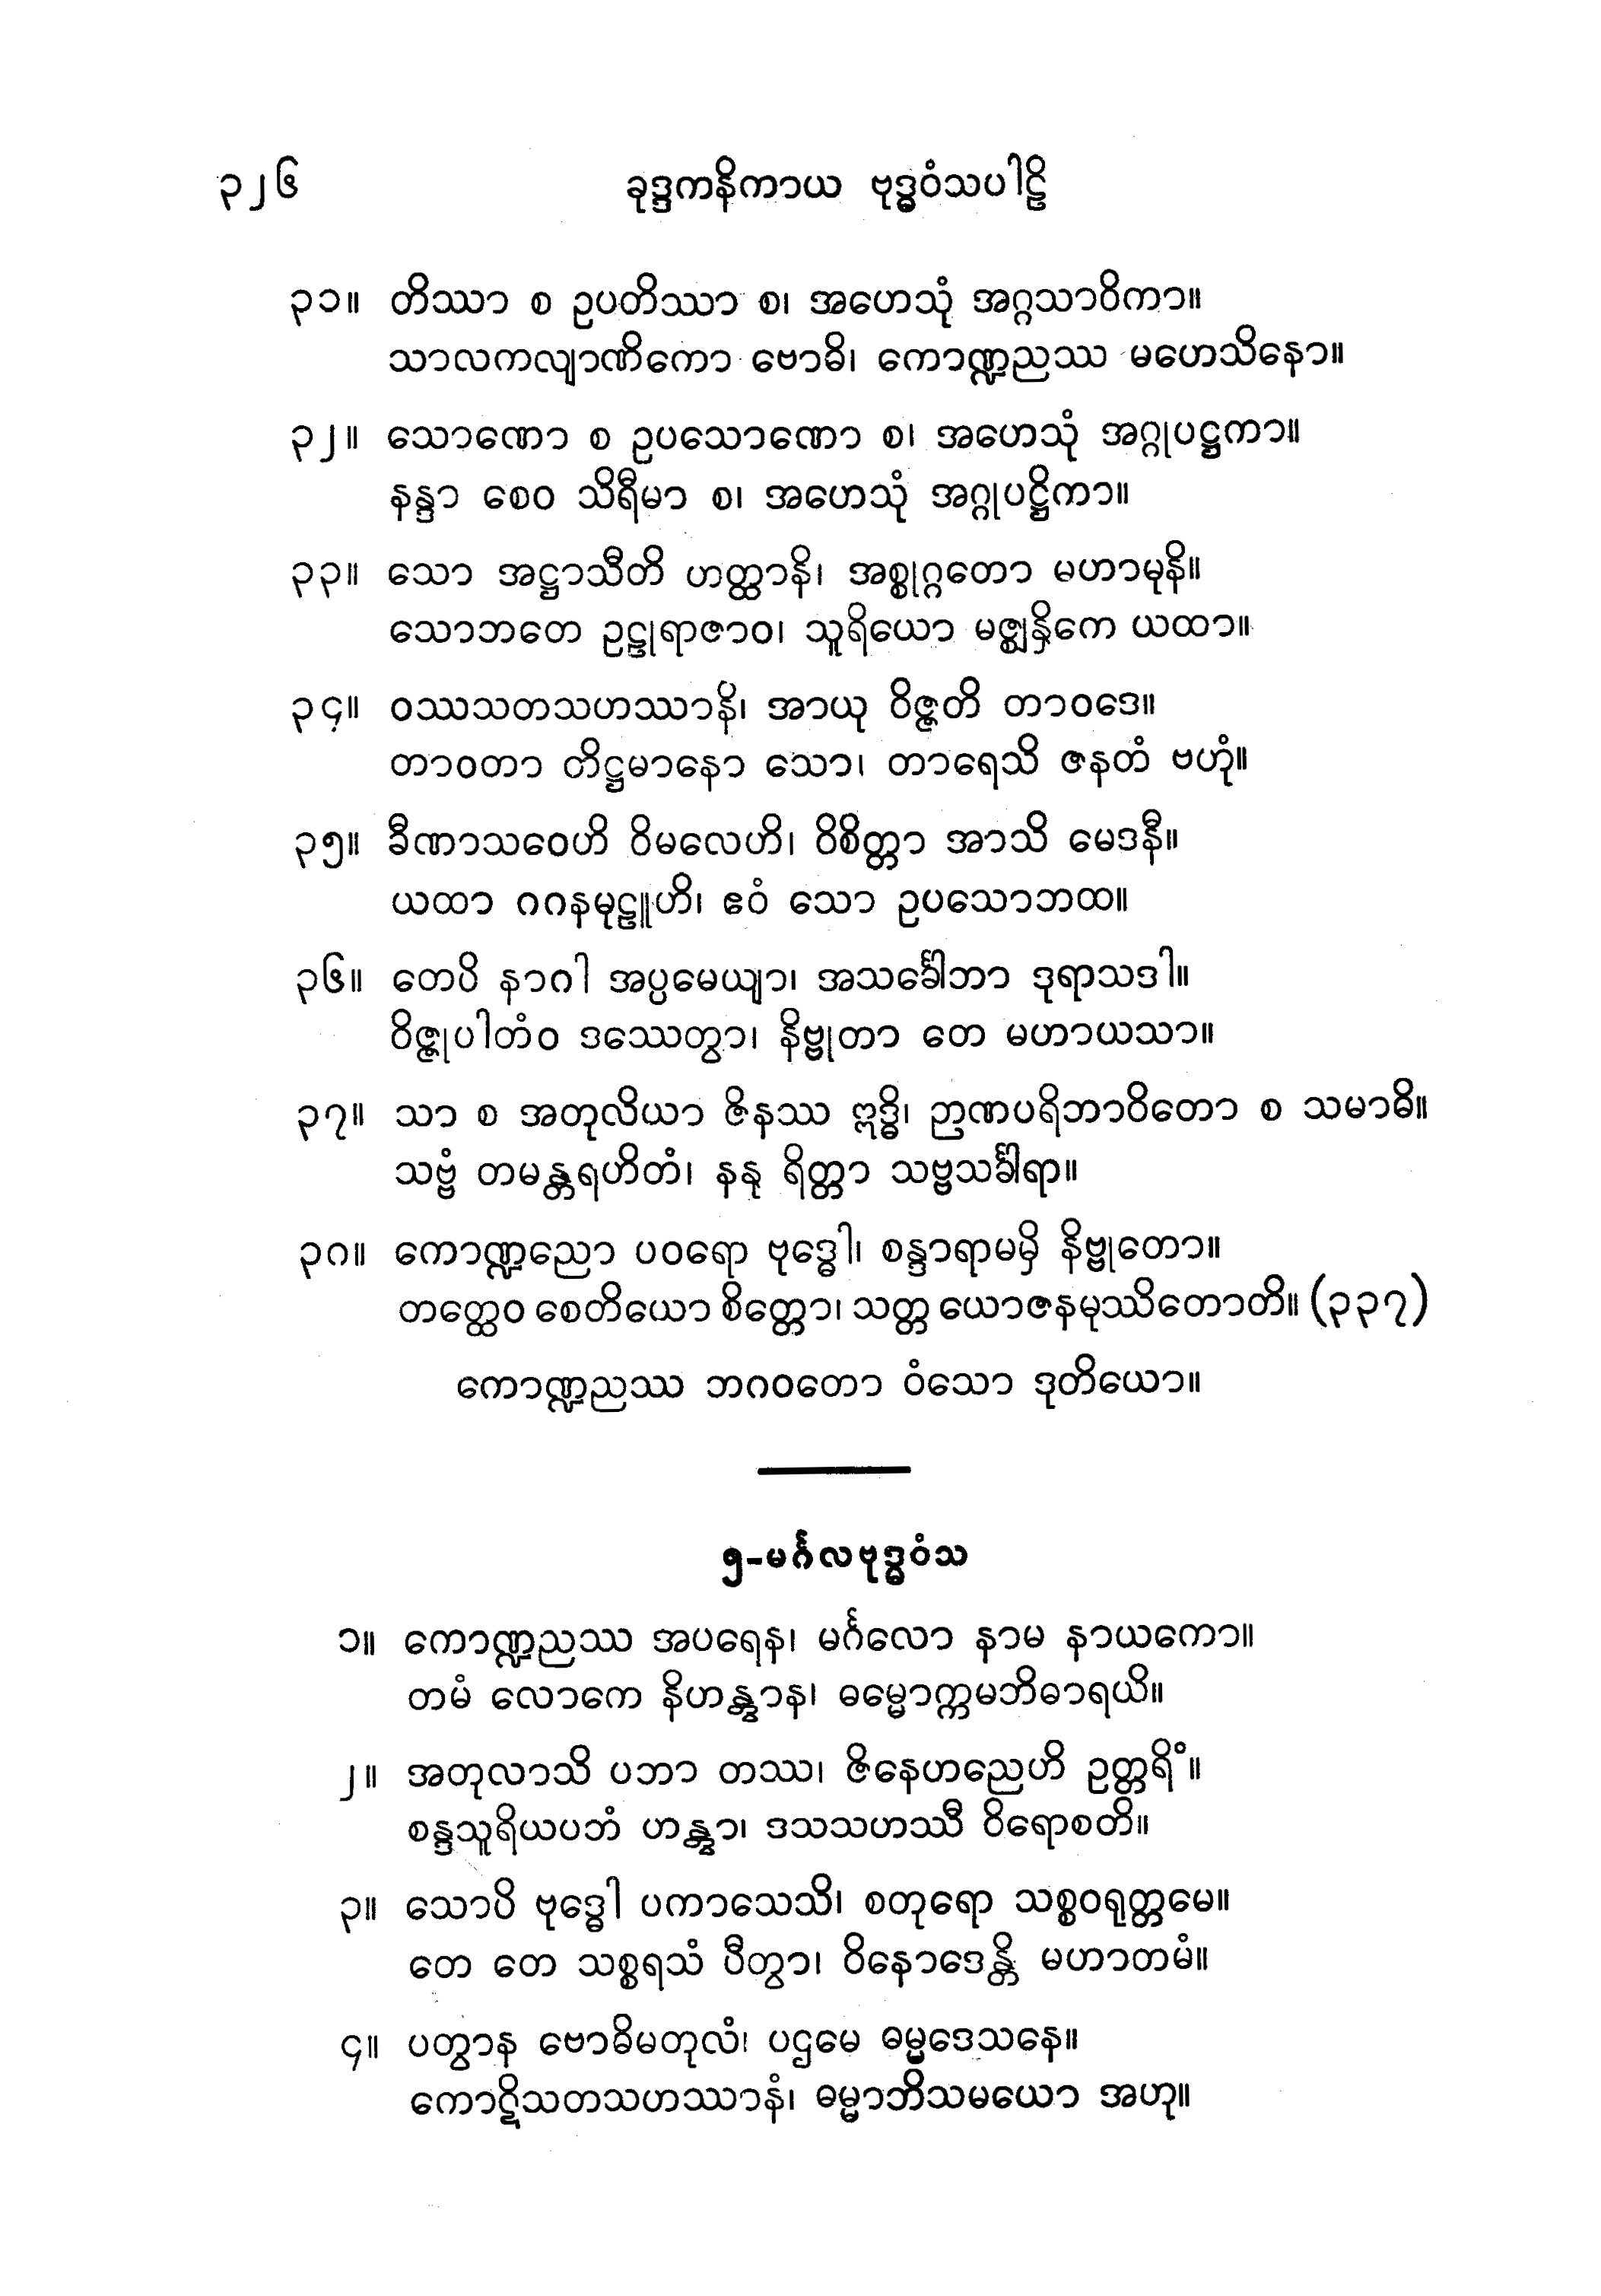 ၃၂၆ ခုဒ္ဒကနိကာယ ဗုဒ္ဓဝံသပါဠိ
၃၁။ တိဿာ စ ဥပတိဿာ စ၊ အဟေသုံ အဂ္ဂသာဝိကာ။
သာလကလျာဏိကော ဗောဓိ၊ ကောဏ္ဍညဿ မဟေသိနော။
၃၂။ သောဏော စ ဥပသောဏော စ၊ အဟေသုံ အဂ္ဂုပဋ္ဌကာ။
နန္ဒာ စေဝ သိရီမာ စ၊ အဟေသုံ အဂ္ဂုပဋ္ဌိကာ။
၃၃။ သော အဋ္ဌာသီတိ ဟတ္ထာနိ၊ အစ္စုဂ္ဂတော မဟာမုနိ။
သောဘတေ ဥဠုရာဇာဝ၊ သူရိယော မဇ္ဈန္ှိကေ ယထာ။
၃၄။ ဝဿသတသဟဿာနိ၊ အာယု ဝိဇ္ဇတိ တာဝဒေ။
တာဝတာ တိဋ္ဌမာနော သော၊ တာရေသိ ဇနတံ ဗဟုံ။
၃၅။ ခီဏာသဝေဟိ ဝိမလေဟိ၊ ဝိစိတ္တာ အာသိ မေဒနီ။
ယထာ ဂဂနမုဠူဟိ၊ ဧဝံ သော ဥပသောဘထ။
၃၆။ တေပိ နာဂါ အပ္ပမေယျာ၊ အသင်္ခေါဘာ ဒုရာသဒါ။
ဝိဇ္ဇုပါတံဝ ဒဿေတွာ၊ နိဗ္ဗုတာ တေ မဟာယသာ။
၃၇။ သာ စ အတုလိယာ ဇိနဿ ဣဒ္ဓိ၊ ဉာဏပရိဘာဝိတော စ သမာဓိ။
သဗ္ဗံ တမန္တရဟိတံ၊ နနု ရိတ္တာ သဗ္ဗသင်္ခါရာ။
၃၈။ ကောဏ္ဍညော ပဝရော ဗုဒ္ဓေါ၊ စန္ဒာရာမမှိ နိဗ္ဗုတော။
တတ္ထေဝ စေတိယော စိတ္တော၊ သတ္တ ယောဇနမုဿိတောတိ။ (၃၃၇)
ကောဏ္ဍညဿ ဘဂဝတော ဝံသော ဒုတိယော။
၅-မင်္ဂလဗုဒ္ဓဝံသ
၁။ ကောဏ္ဍညဿ အပရေန၊ မင်္ဂလော နာမ နာယကော။
တမံ လောကေ နိဟန္တွာန၊ ဓမ္မောက္ကမဘိဓာရယိ။
၂။ အတုလာသိ ပဘာ တဿ၊ ဇိနေဟညေဟိ ဥတ္တရိံ။
စန္ဒသူရိယပဘံ ဟန္တွာ၊ ဒသသဟဿီ ဝိရောစတိ။
၃။ သောပိ ဗုဒ္ဓေါ ပကာသေသိ၊ စတုရော သစ္စဝရုတ္တမေ။
တေ တေ သစ္စရသံ ပီတွာ၊ ဝိနောဒေန္တိ မဟာတမံ။
၄။ ပတွာန ဗောဓိမတုလံ၊ ပဌမေ ဓမ္မဒေသနေ။
ကောဋိသတသဟဿာနံ၊ ဓမ္မာဘိသမယော အဟု။